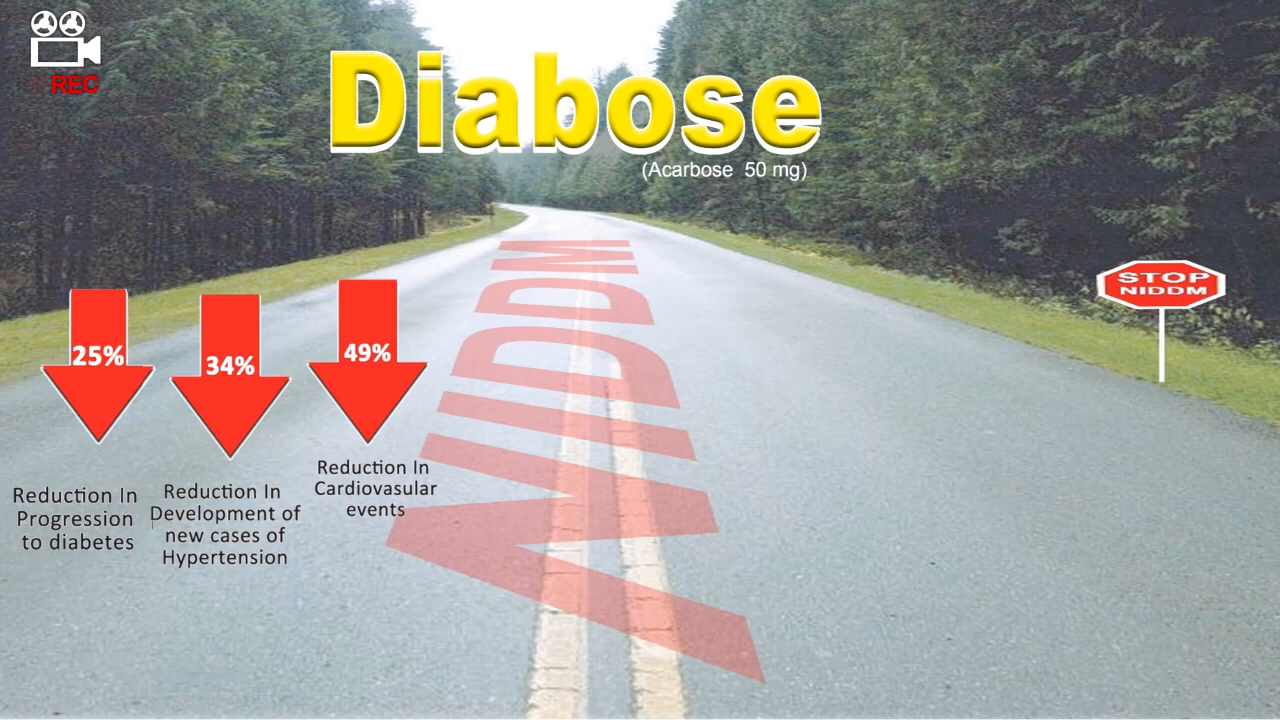 REC
Diabose
(Acarbose 50 mg)
STOP
NIDDM
NIDDM
25%
34%
49%
Reduction In
Progression
to diabetes
Reduction In
Development of
new cases of
Hypertension
Reduction In
Cardiovasular
events